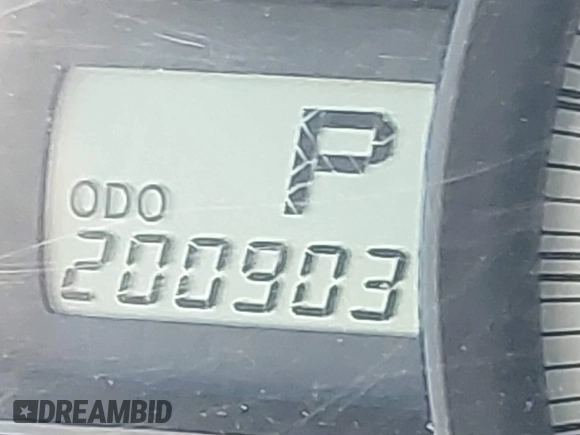 P
ODO
200903
DREAMBID